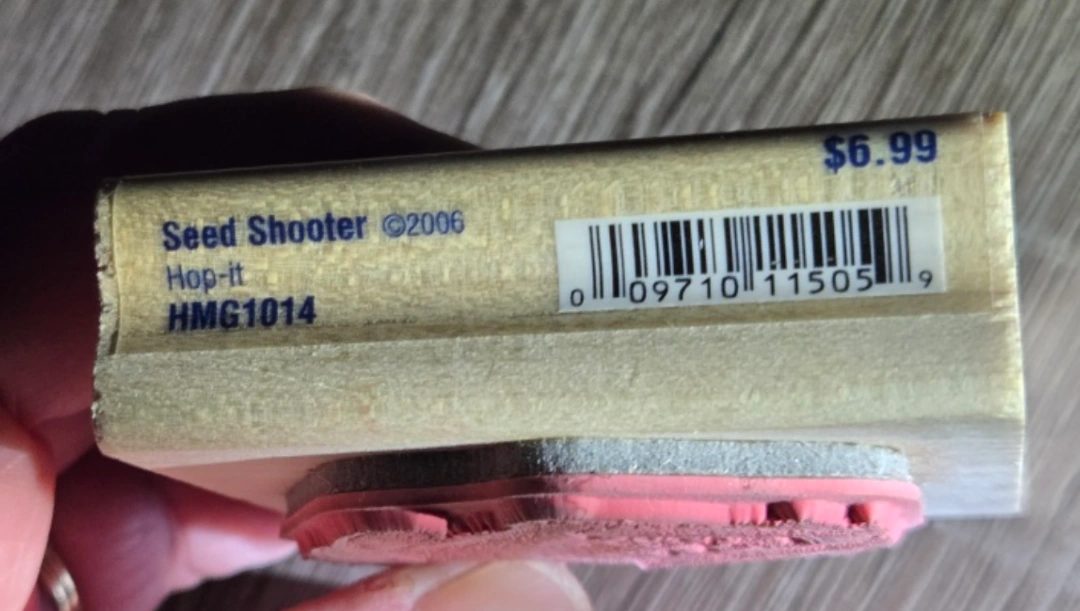 $6.99
Seed Shooter ©2006
Hop-it
HMG1014
0 09710 11505 9